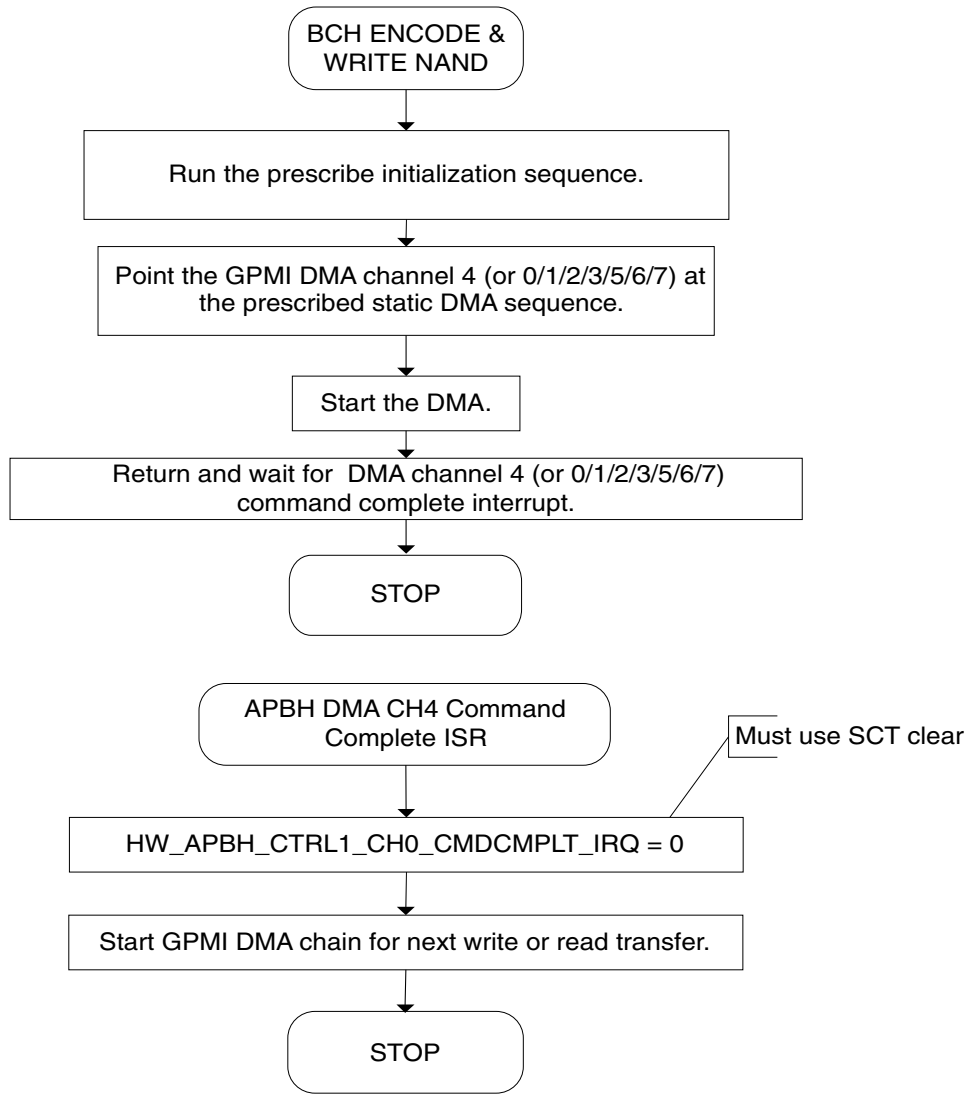 BCH ENCODE &
WRITE NAND
Run the prescribe initialization sequence.
Point the GPMI DMA channel 4 (or 0/1/2/3/5/6/7) at
the prescribed static DMA sequence.
Start the DMA.
Return and wait for DMA channel 4 (or 0/1/2/3/5/6/7)
command complete interrupt.
STOP
APBH DMA CH4 Command
Complete ISR
Must use SCT clear
HW_APBH_CTRL1_CH0_CMDCMPLT_IRQ = 0
Start GPMI DMA chain for next write or read transfer.
STOP